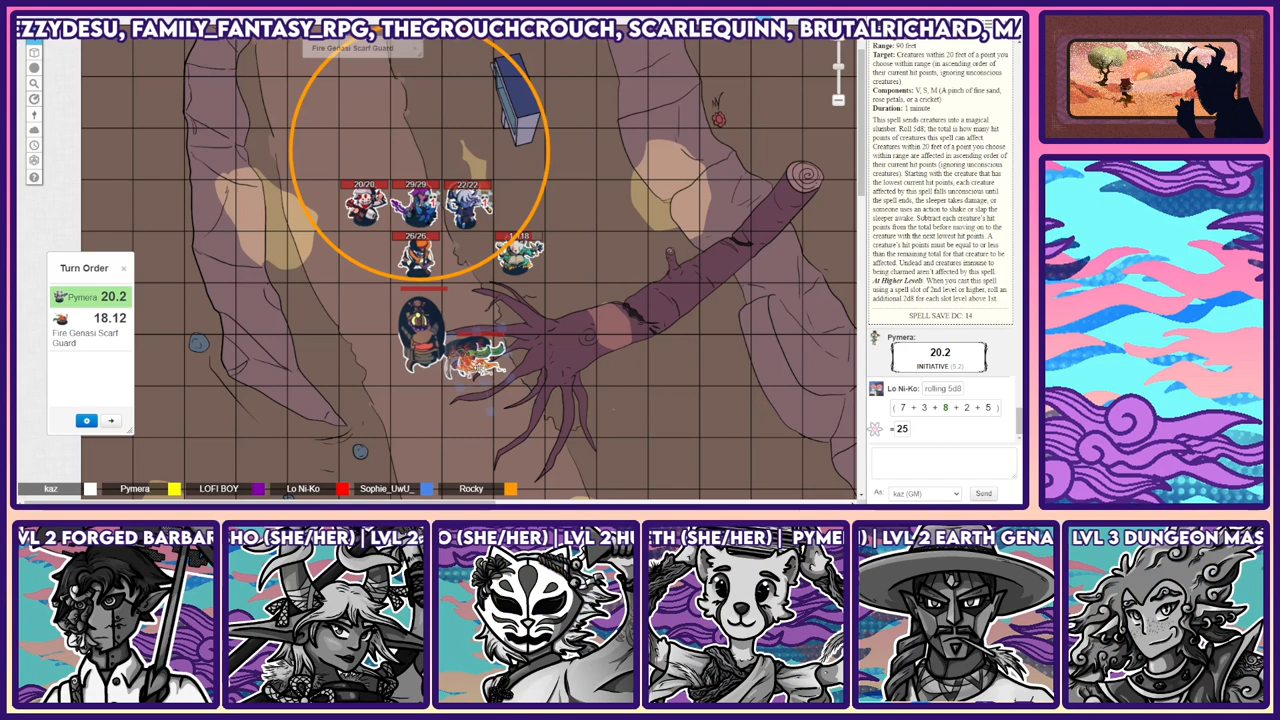 EZZYDESU, FAMILY_FANTASY_RPG, THEGROUCHCROUCH, SCARLEQUINN, BRUTALRICHARD, MA
Fire Genasi Scarf Guard
20/20
29/29
22/22
26/26
Turn Order
Pymera 20.2
18.12
Fire Genasi Scarf
Guard
kaz
Pymera
LOFI BOY
Lo Ni-Ko
Sophie_UwU_
Rocky
Range: 90 feet
Target: Creatures within 20 feet of a point you
choose within range (in ascending order of
their current hit points, ignoring unconscious
creatures)
Components: V, S, M (A pinch of fine sand,
rose petals, or a cricket)
Duration: 1 minute
This spell sends creatures into a magical
slumber. Roll 5d8; the total is how many hit
points of creatures this spell can affect.
Creatures within 20 feet of a point you choose
within range are affected in ascending order of
their current hit points (ignoring unconscious
creatures). Starting with the creature that has
the lowest current hit points, each creature
affected by this spell falls unconscious until
the spell ends, the sleeper takes damage, or
someone uses an action to shake or slap the
sleeper awake. Subtract each creature's hit
points from the total before moving on to the
creature with the next lowest hit points. A
creature's hit points must be equal to or less
than the remaining total for that creature to be
affected. Undead and creatures immune to
being charmed aren't affected by this spell.
At Higher Levels: When you cast this spell
using a spell slot of 2nd level or higher, roll an
additional 2d8 for each slot level above 1st.
SPELL SAVE DC: 14
Pymera:
20.2
INITIATIVE (5.2)
Lo Ni-Ko: rolling 5d8
( 7 + 3 + 8 + 2 + 5 )
= 25
As: kaz (GM) Send
VL 2 FORGED BARBAR
HO (SHE/HER) | LVL 2
O (SHE/HER) | LVL 2 HU
ETH (SHE/HER) | PYME
) | LVL 2 EARTH GENA
LVL 3 DUNGEON MAS